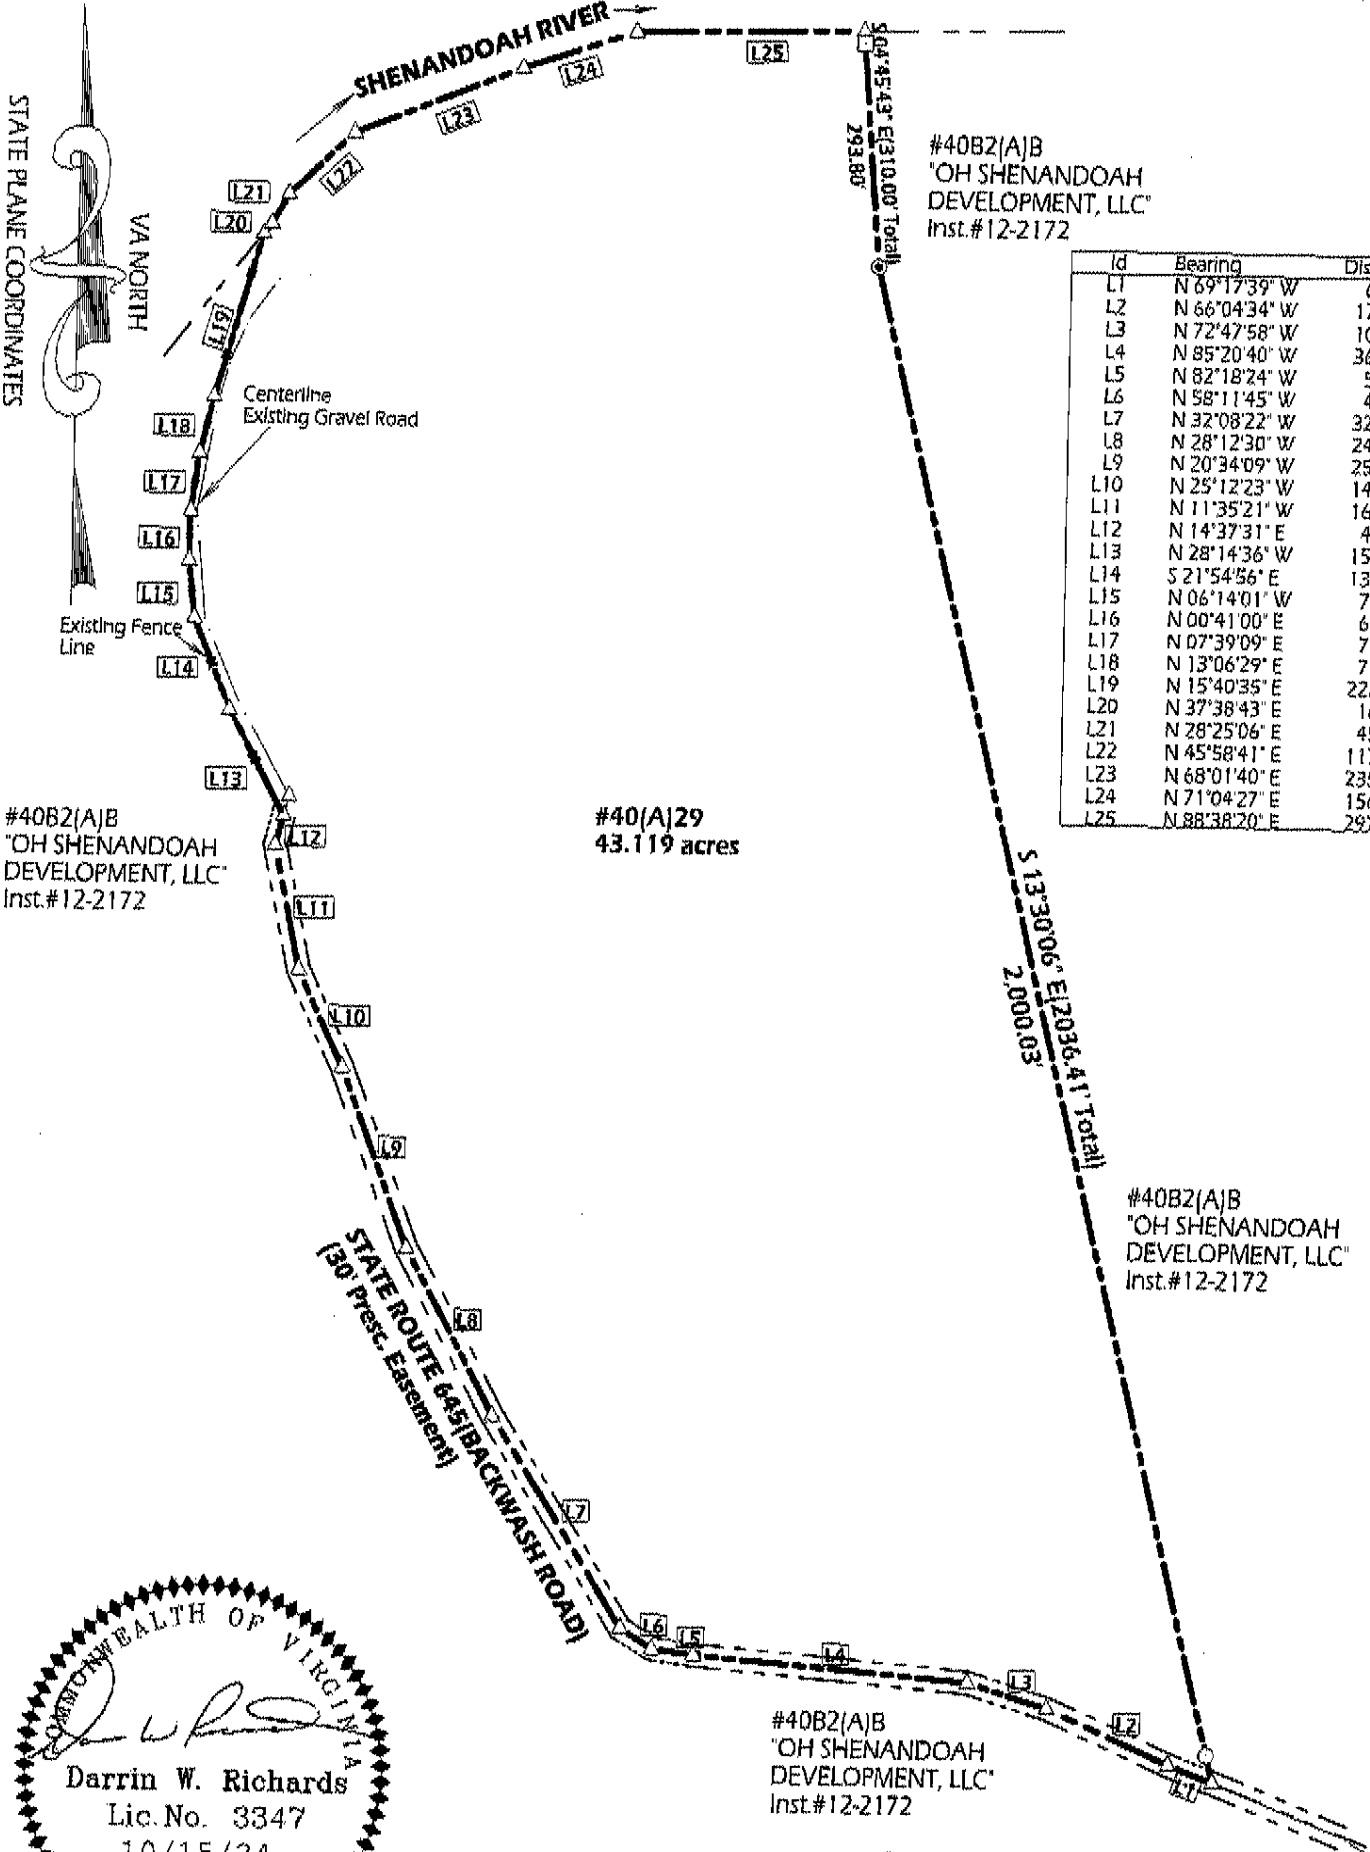 SHENANDOAH RIVER
L25
L24
L23
L22
L21
L20
L19
L18
L17
L16
L15
L14
L13
L12
L11
L10
L9
L8
L7
L6
L5
L4
L3
L2
L1
VA NORTH
STATE PLANE COORDINATES
S 04°45'43" E(310.00' Total)
293.80'
#40B2(A)B
"OH SHENANDOAH
DEVELOPMENT, LLC"
Inst.#12-2172
Id Bearing
L1 N 69°17'39" W
L2 N 66°04'34" W
L3 N 72°47'58" W
L4 N 85°20'40" W
L5 N 82°18'24" W
L6 N 58°11'45" W
L7 N 32°08'22" W
L8 N 28°12'30" W
L9 N 20°34'09" W
L10 N 25°12'23" W
L11 N 11°35'21" W
L12 N 14°37'31" E
L13 N 28°14'36" W
L14 S 21°54'56" E
L15 N 06°14'01" W
L16 N 00°41'00" E
L17 N 07°39'09" E
L18 N 13°06'29" E
L19 N 15°40'35" E
L20 N 37°38'43" E
L21 N 28°25'06" E
L22 N 45°58'41" E
L23 N 68°01'40" E
L24 N 71°04'27" E
L25 N 88°38'20" E
Centerline
Existing Gravel Road
Existing Fence
Line
#40B2(A)B
"OH SHENANDOAH
DEVELOPMENT, LLC"
Inst.#12-2172
#40(A)29
43.119 acres
S 13°30'06" E(2036.41' Total)
2,000.03'
#40B2(A)B
"OH SHENANDOAH
DEVELOPMENT, LLC"
Inst.#12-2172
STATE ROUTE 645(BACKWASH ROAD)
(30' Presc. Easement)
#40B2(A)B
"OH SHENANDOAH
DEVELOPMENT, LLC"
Inst.#12-2172
COMMONWEALTH OF VIRGINIA
Darrin W. Richards
Lic. No. 3347
10/15/24